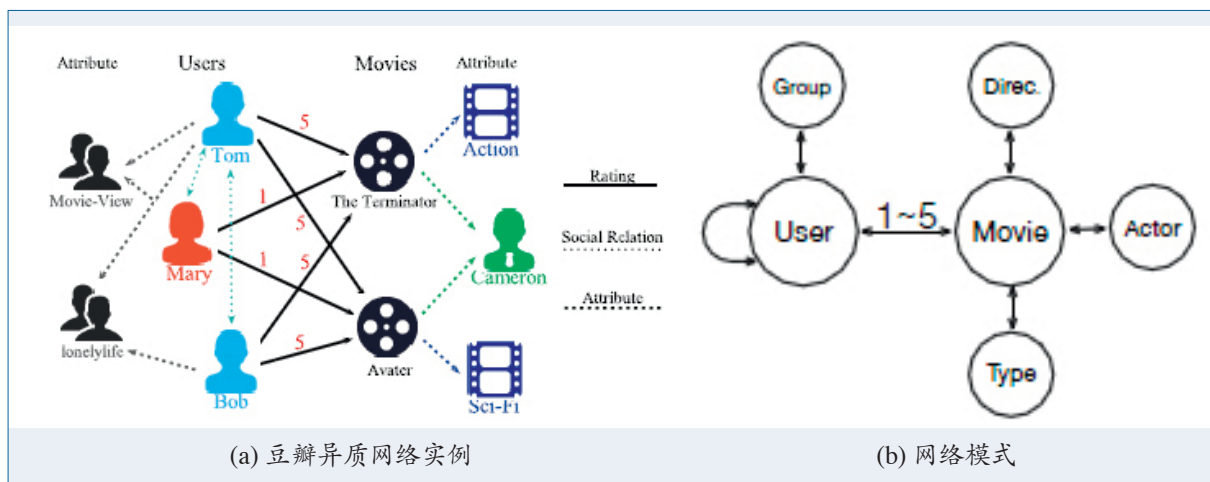 Attribute
Users
Movies
Attribute
5
Tom
Action
Movie-View
1
The Terminator
5
Mary
1
5
Cameron
lonelylife
5
Avater
Bob
Sci-Fi
Rating
Social Relation
Attribute
Group
Direc.
User
1~5
Movie
Actor
Type
(a) 豆瓣异质网络实例
(b) 网络模式